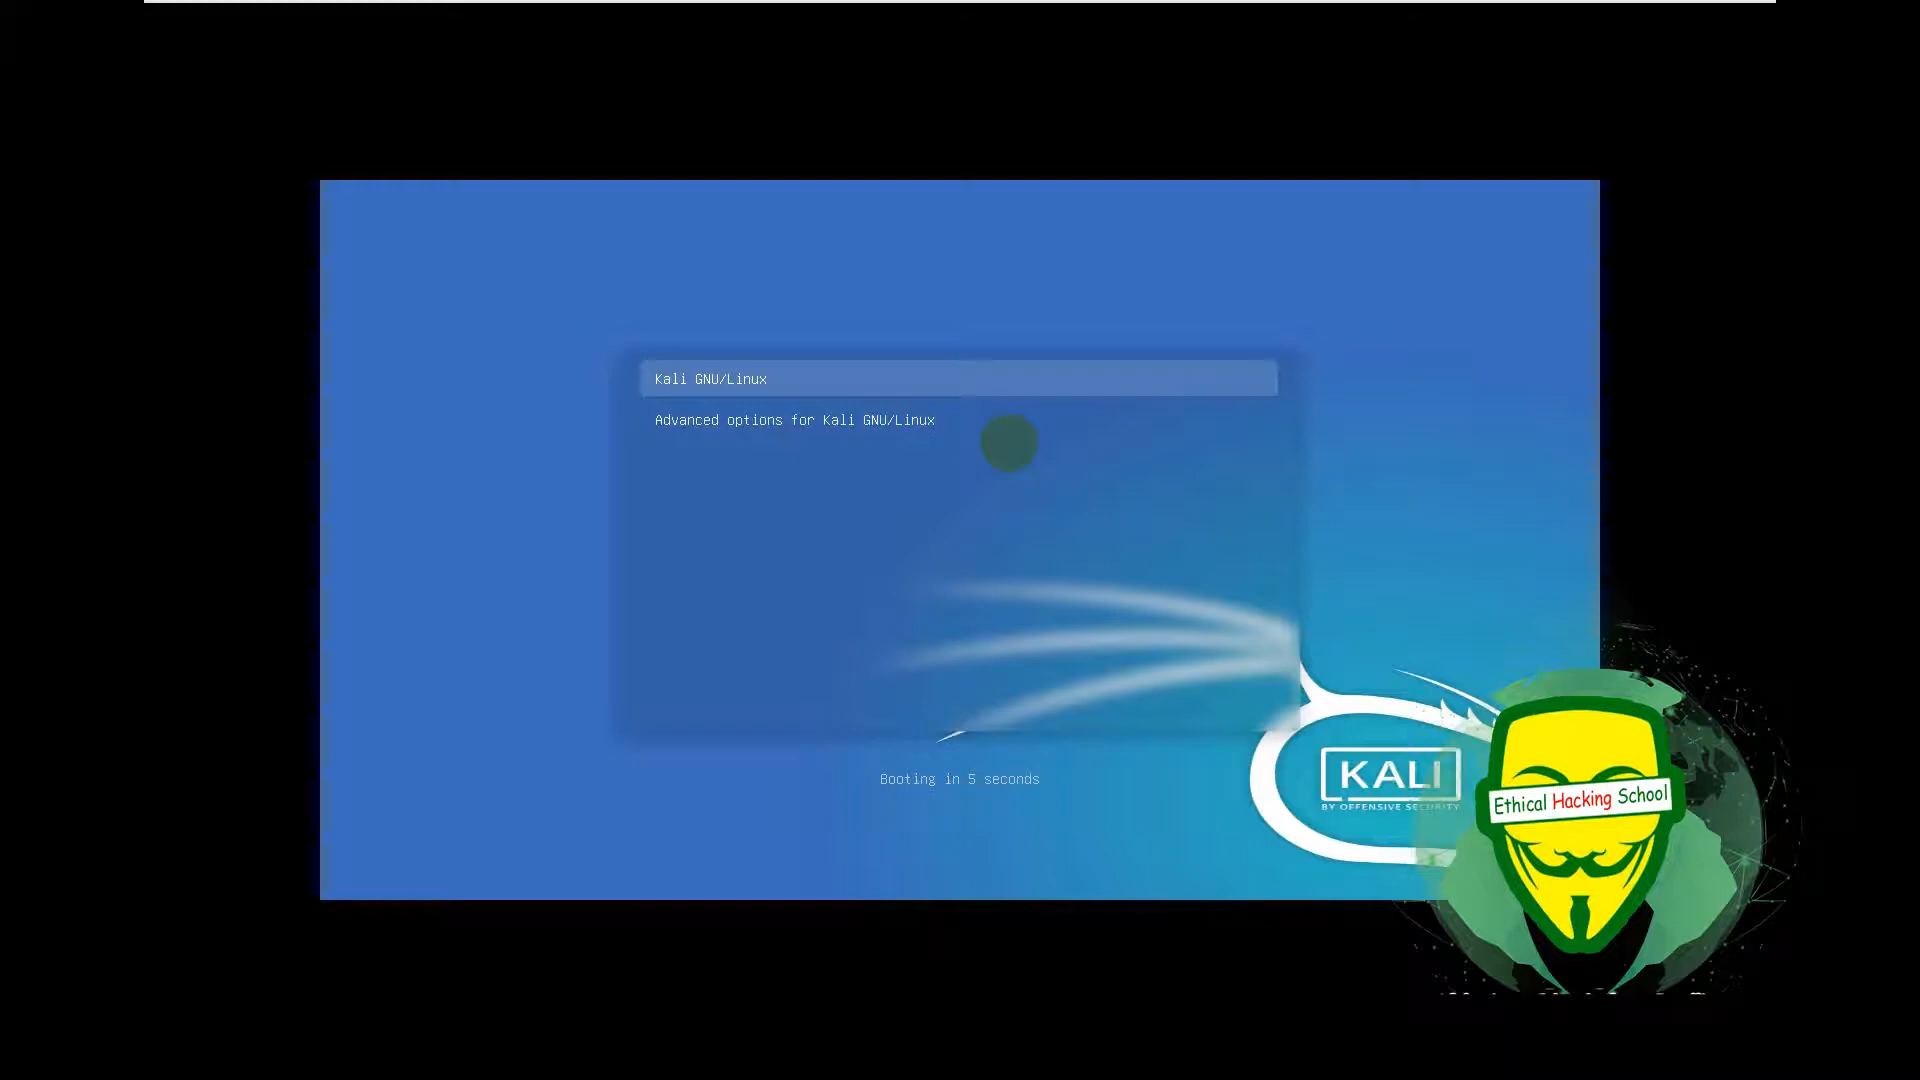 Kali GNU/Linux
Advanced options for Kali GNU/Linux
Booting in 5 seconds
KALI
BY OFFENSIVE SECURITY
Ethical Hacking School